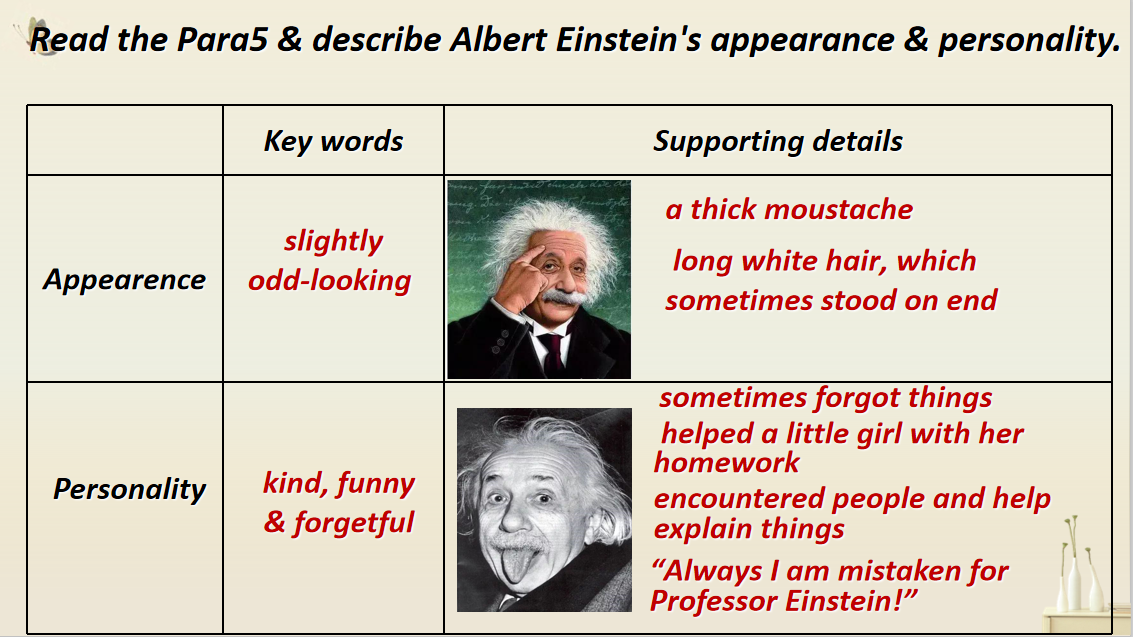 Read the Para5 & describe Albert Einstein's appearance & personality.
Key words
Supporting details
Appearence
slightly
odd-looking
a thick moustache
long white hair, which
sometimes stood on end
Personality
kind, funny
& forgetful
sometimes forgot things
helped a little girl with her
homework
encountered people and help
explain things
“Always I am mistaken for
Professor Einstein!”